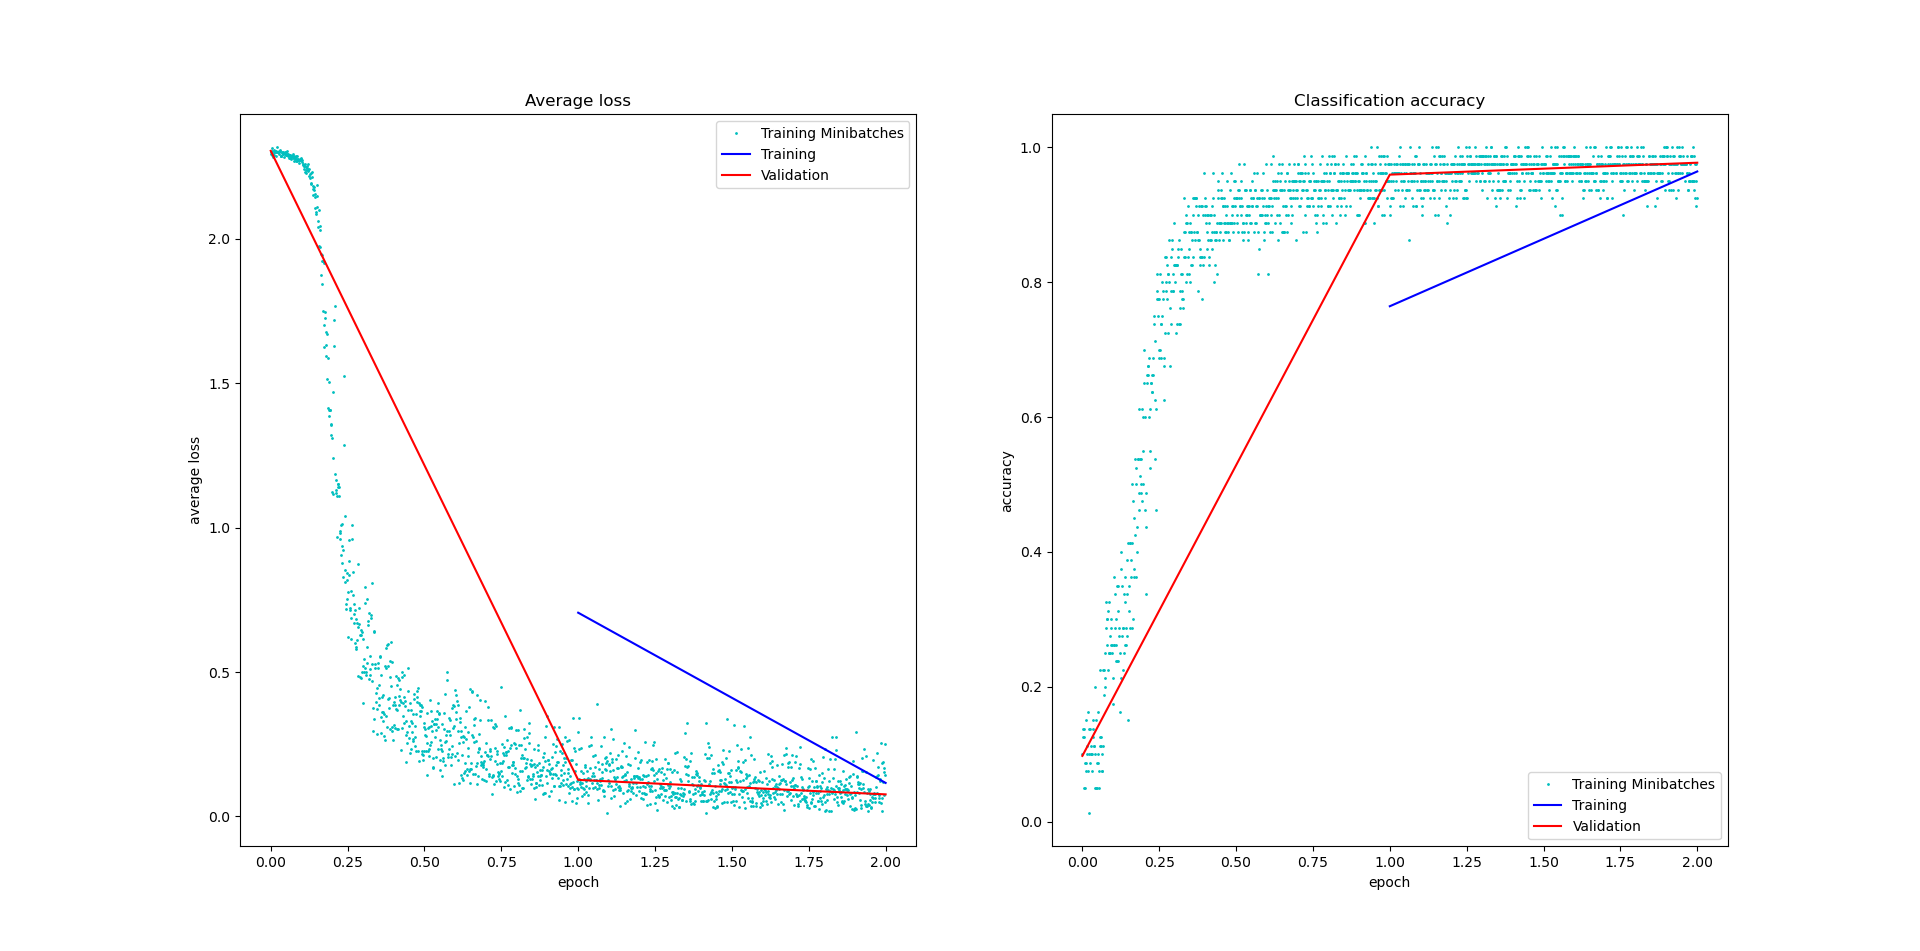 Average loss
Training Minibatches
Training
Validation
2.0
1.5
1.0
0.5
0.0
average loss
0.00 0.25 0.50 0.75 1.00 1.25 1.50 1.75 2.00
epoch
Classification accuracy
1.0
0.8
0.6
0.4
0.2
0.0
accuracy
Training Minibatches
Training
Validation
0.00 0.25 0.50 0.75 1.00 1.25 1.50 1.75 2.00
epoch